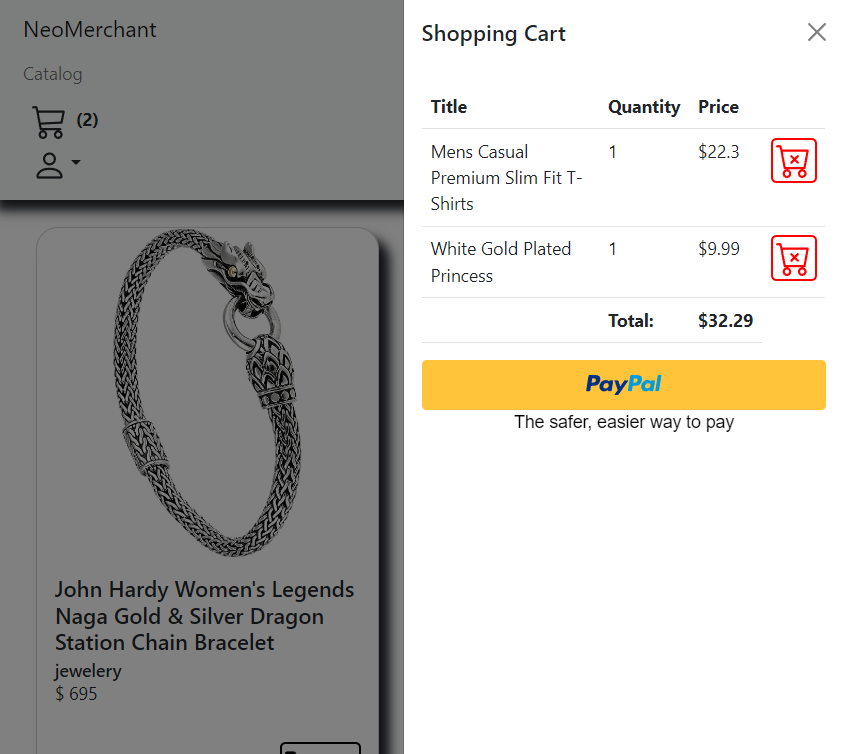 NeoMerchant
Catalog
(2)
John Hardy Women's Legends
Naga Gold & Silver Dragon
Station Chain Bracelet
jewelery
$ 695
Shopping Cart
Title Quantity Price
Mens Casual 1 $22.3
Premium Slim Fit T-
Shirts
White Gold Plated 1 $9.99
Princess
Total: $32.29
PayPal
The safer, easier way to pay